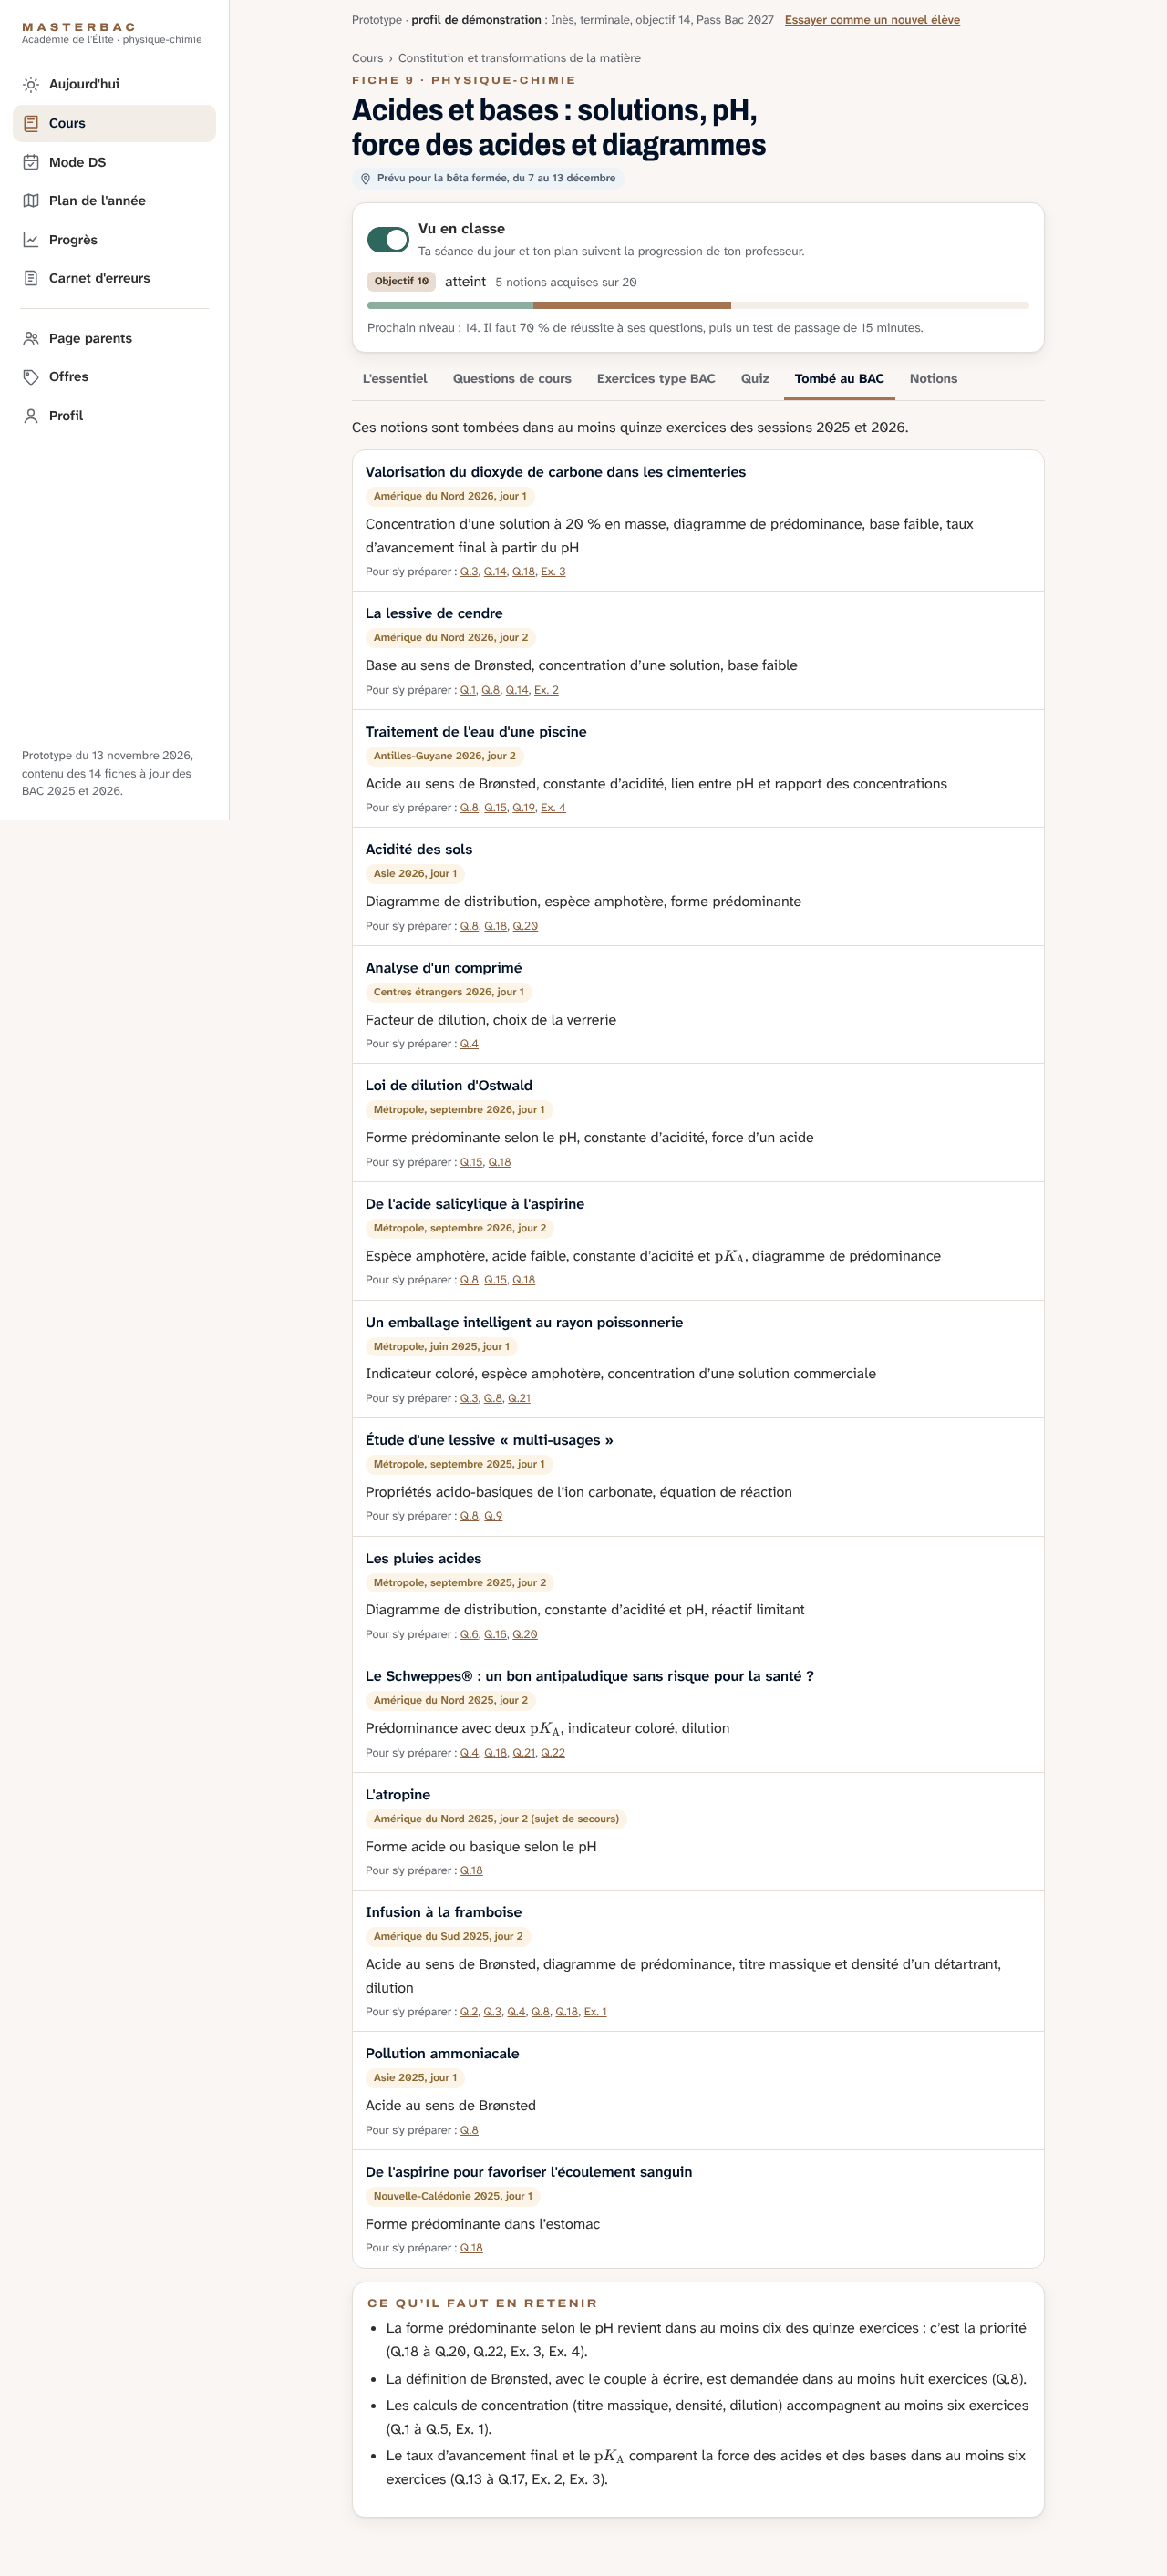 MASTERBAC
Académie de l'Élite · physique-chimie
Aujourd'hui
Cours
Mode DS
Plan de l'année
Progrès
Carnet d'erreurs
Page parents
Offres
Profil
Prototype du 13 novembre 2026,
contenu des 14 fiches à jour des
BAC 2025 et 2026.
Prototype · profil de démonstration : Inès, terminale, objectif 14, Pass Bac 2027 Essayer comme un nouvel élève
Cours › Constitution et transformations de la matière
FICHE 9 · PHYSIQUE-CHIMIE
Acides et bases : solutions, pH,
force des acides et diagrammes
Prévu pour la bêta fermée, du 7 au 13 décembre
Vu en classe
Ta séance du jour et ton plan suivent la progression de ton professeur.
Objectif 10 atteint 5 notions acquises sur 20
Prochain niveau : 14. Il faut 70 % de réussite à ses questions, puis un test de passage de 15 minutes.
L'essentiel Questions de cours Exercices type BAC Quiz Tombé au BAC Notions
Ces notions sont tombées dans au moins quinze exercices des sessions 2025 et 2026.
Valorisation du dioxyde de carbone dans les cimenteries
Amérique du Nord 2026, jour 1
Concentration d’une solution à 20 % en masse, diagramme de prédominance, base faible, taux
d’avancement final à partir du pH
Pour s'y préparer : Q.3, Q.14, Q.18, Ex. 3
La lessive de cendre
Amérique du Nord 2026, jour 2
Base au sens de Brønsted, concentration d’une solution, base faible
Pour s'y préparer : Q.1, Q.8, Q.14, Ex. 2
Traitement de l'eau d'une piscine
Antilles-Guyane 2026, jour 2
Acide au sens de Brønsted, constante d’acidité, lien entre pH et rapport des concentrations
Pour s'y préparer : Q.8, Q.15, Q.19, Ex. 4
Acidité des sols
Asie 2026, jour 1
Diagramme de distribution, espèce amphotère, forme prédominante
Pour s'y préparer : Q.8, Q.18, Q.20
Analyse d'un comprimé
Centres étrangers 2026, jour 1
Facteur de dilution, choix de la verrerie
Pour s'y préparer : Q.4
Loi de dilution d'Ostwald
Métropole, septembre 2026, jour 1
Forme prédominante selon le pH, constante d’acidité, force d’un acide
Pour s'y préparer : Q.15, Q.18
De l'acide salicylique à l'aspirine
Métropole, septembre 2026, jour 2
Espèce amphotère, acide faible, constante d’acidité et pKA, diagramme de prédominance
Pour s'y préparer : Q.8, Q.15, Q.18
Un emballage intelligent au rayon poissonnerie
Métropole, juin 2025, jour 1
Indicateur coloré, espèce amphotère, concentration d’une solution commerciale
Pour s'y préparer : Q.3, Q.8, Q.21
Étude d'une lessive « multi-usages »
Métropole, septembre 2025, jour 1
Propriétés acido-basiques de l’ion carbonate, équation de réaction
Pour s'y préparer : Q.8, Q.9
Les pluies acides
Métropole, septembre 2025, jour 2
Diagramme de distribution, constante d’acidité et pH, réactif limitant
Pour s'y préparer : Q.6, Q.16, Q.20
Le Schweppes® : un bon antipaludique sans risque pour la santé ?
Amérique du Nord 2025, jour 2
Prédominance avec deux pKA, indicateur coloré, dilution
Pour s'y préparer : Q.4, Q.18, Q.21, Q.22
L'atropine
Amérique du Nord 2025, jour 2 (sujet de secours)
Forme acide ou basique selon le pH
Pour s'y préparer : Q.18
Infusion à la framboise
Amérique du Sud 2025, jour 2
Acide au sens de Brønsted, diagramme de prédominance, titre massique et densité d’un détartrant,
dilution
Pour s'y préparer : Q.2, Q.3, Q.4, Q.8, Q.18, Ex. 1
Pollution ammoniacale
Asie 2025, jour 1
Acide au sens de Brønsted
Pour s'y préparer : Q.8
De l'aspirine pour favoriser l'écoulement sanguin
Nouvelle-Calédonie 2025, jour 1
Forme prédominante dans l’estomac
Pour s'y préparer : Q.18
CE QU’IL FAUT EN RETENIR
• La forme prédominante selon le pH revient dans au moins dix des quinze exercices : c’est la priorité
(Q.18 à Q.20, Q.22, Ex. 3, Ex. 4).
• La définition de Brønsted, avec le couple à écrire, est demandée dans au moins huit exercices (Q.8).
• Les calculs de concentration (titre massique, densité, dilution) accompagnent au moins six exercices
(Q.1 à Q.5, Ex. 1).
• Le taux d’avancement final et le pKA comparent la force des acides et des bases dans au moins six
exercices (Q.13 à Q.17, Ex. 2, Ex. 3).